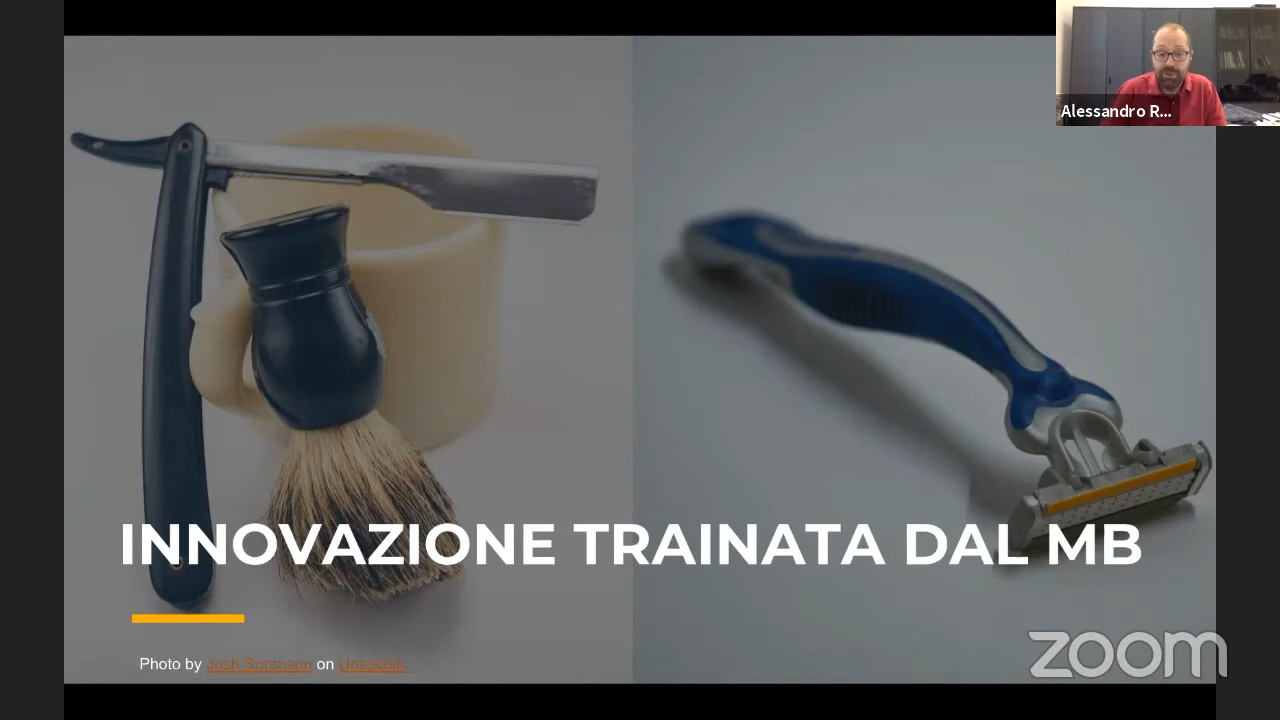 Alessandro R...
INNOVAZIONE TRAINATA DAL MB
Photo by Josh Sorenson on Unsplash
zoom